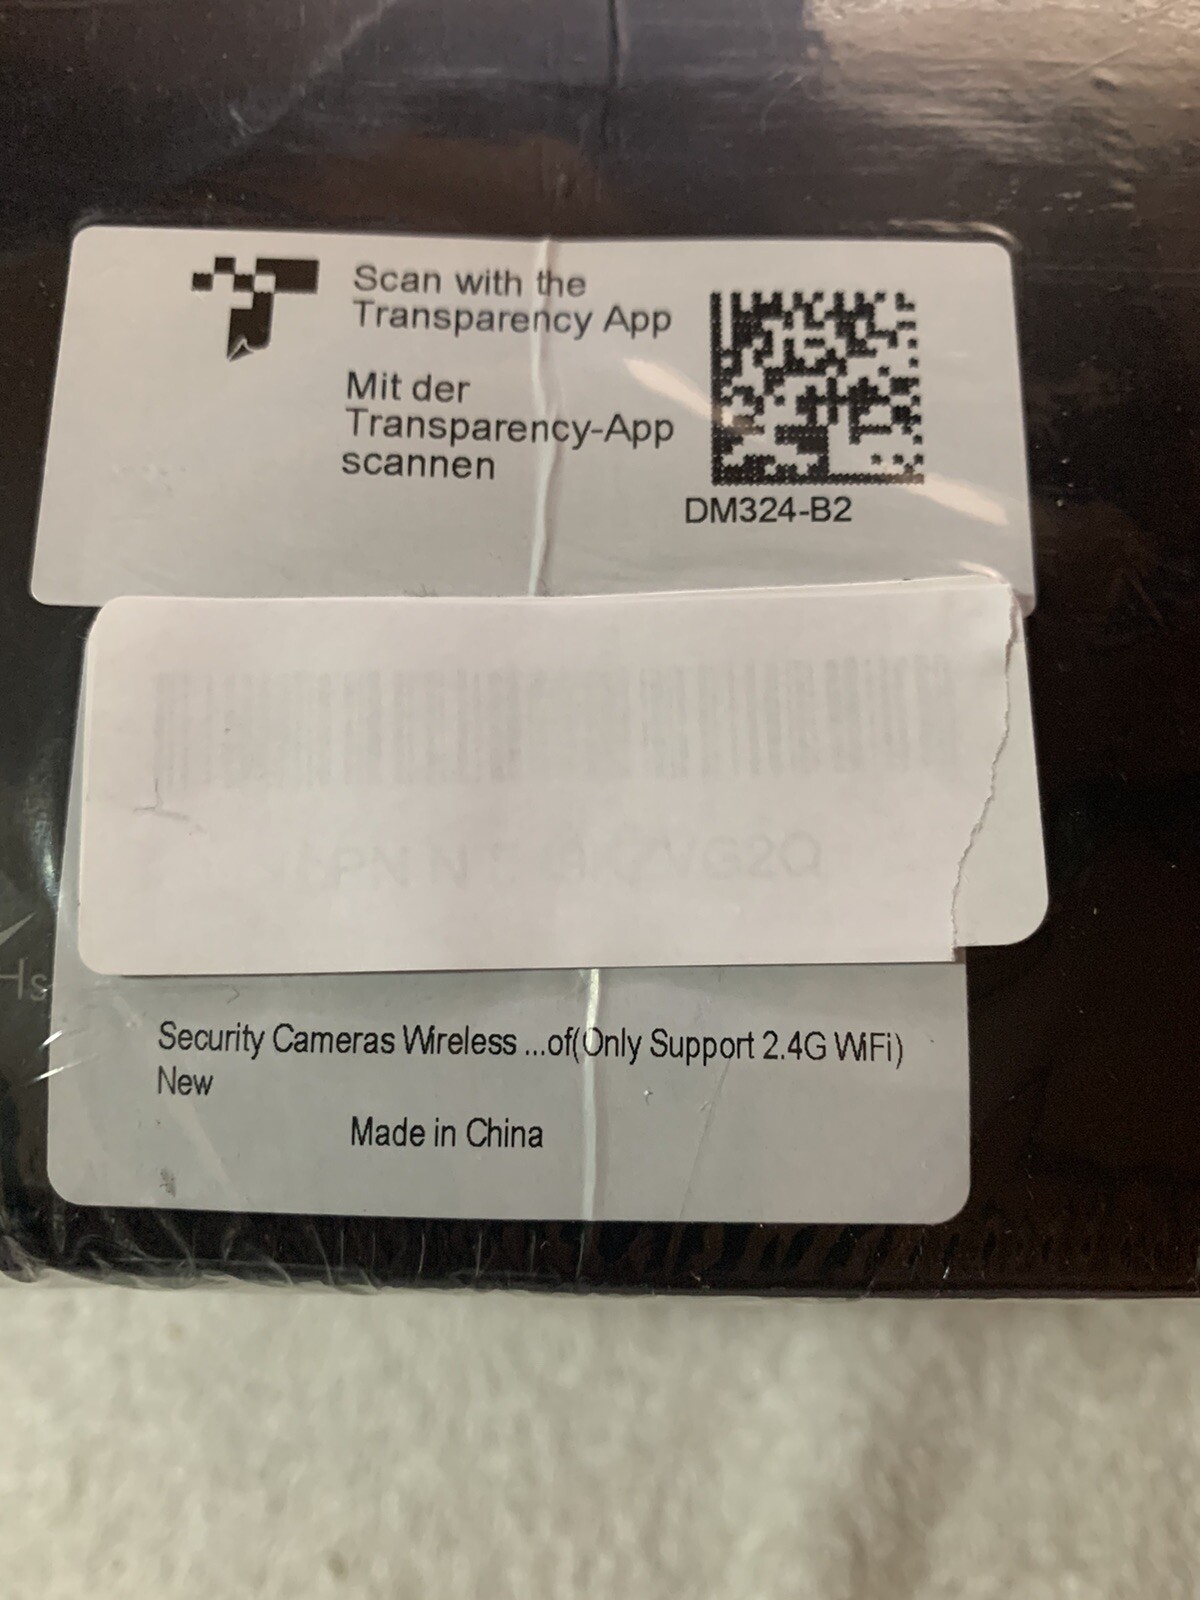 Scan with the
Transparency App
Mit der
Transparency-App
scannen
DM324-B2
Security Cameras Wireless ...of(Only Support 2.4G WiFi)
New
Made in China